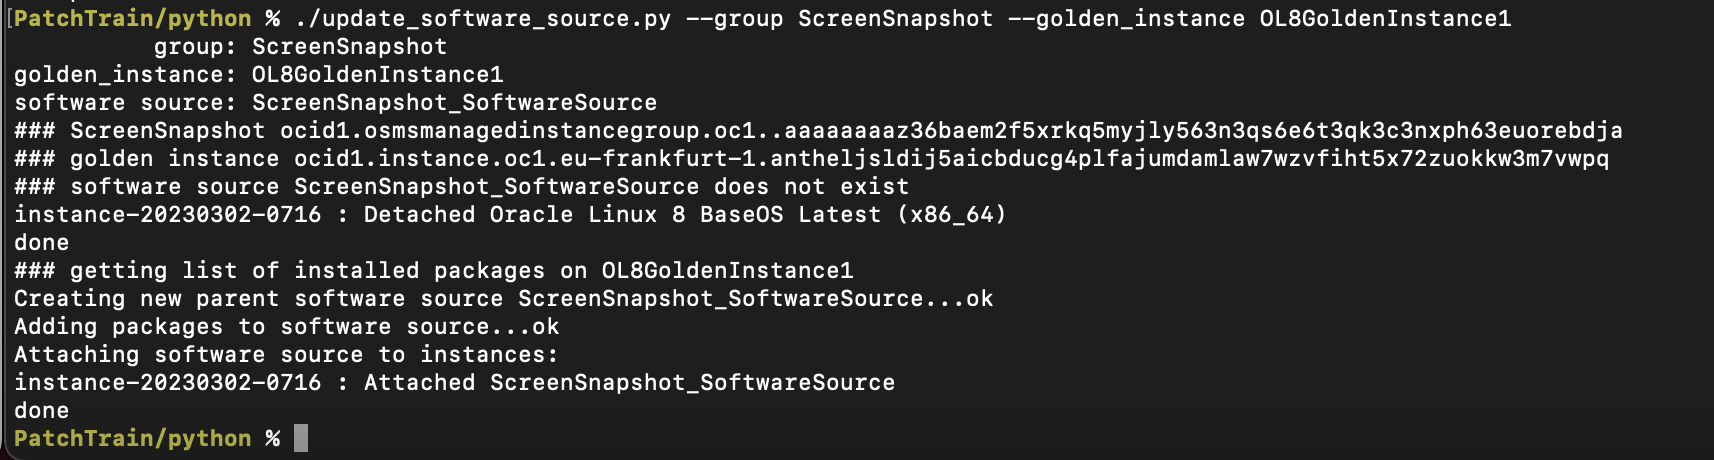 [PatchTrain/python % ./update_software_source.py --group ScreenSnapshot --golden_instance OL8GoldenInstance1
group: ScreenSnapshot
golden_instance: OL8GoldenInstance1
software source: ScreenSnapshot_SoftwareSource
### ScreenSnapshot ocid1.osmsmanagedinstancegroup.oc1..aaaaaaaaz36baem2f5xrkq5myjly563n3qs6e6t3qk3c3nxph63euorebdja
### golden instance ocid1.instance.oc1.eu-frankfurt-1.antheljsldij5aicbducg4plfajumdamlaw7wzvfiht5x72zuokkw3m7vwpq
### software source ScreenSnapshot_SoftwareSource does not exist
instance-20230302-0716 : Detached Oracle Linux 8 BaseOS Latest (x86_64)
done
### getting list of installed packages on OL8GoldenInstance1
Creating new parent software source ScreenSnapshot_SoftwareSource...ok
Adding packages to software source...ok
Attaching software source to instances:
instance-20230302-0716 : Attached ScreenSnapshot_SoftwareSource
done
PatchTrain/python %